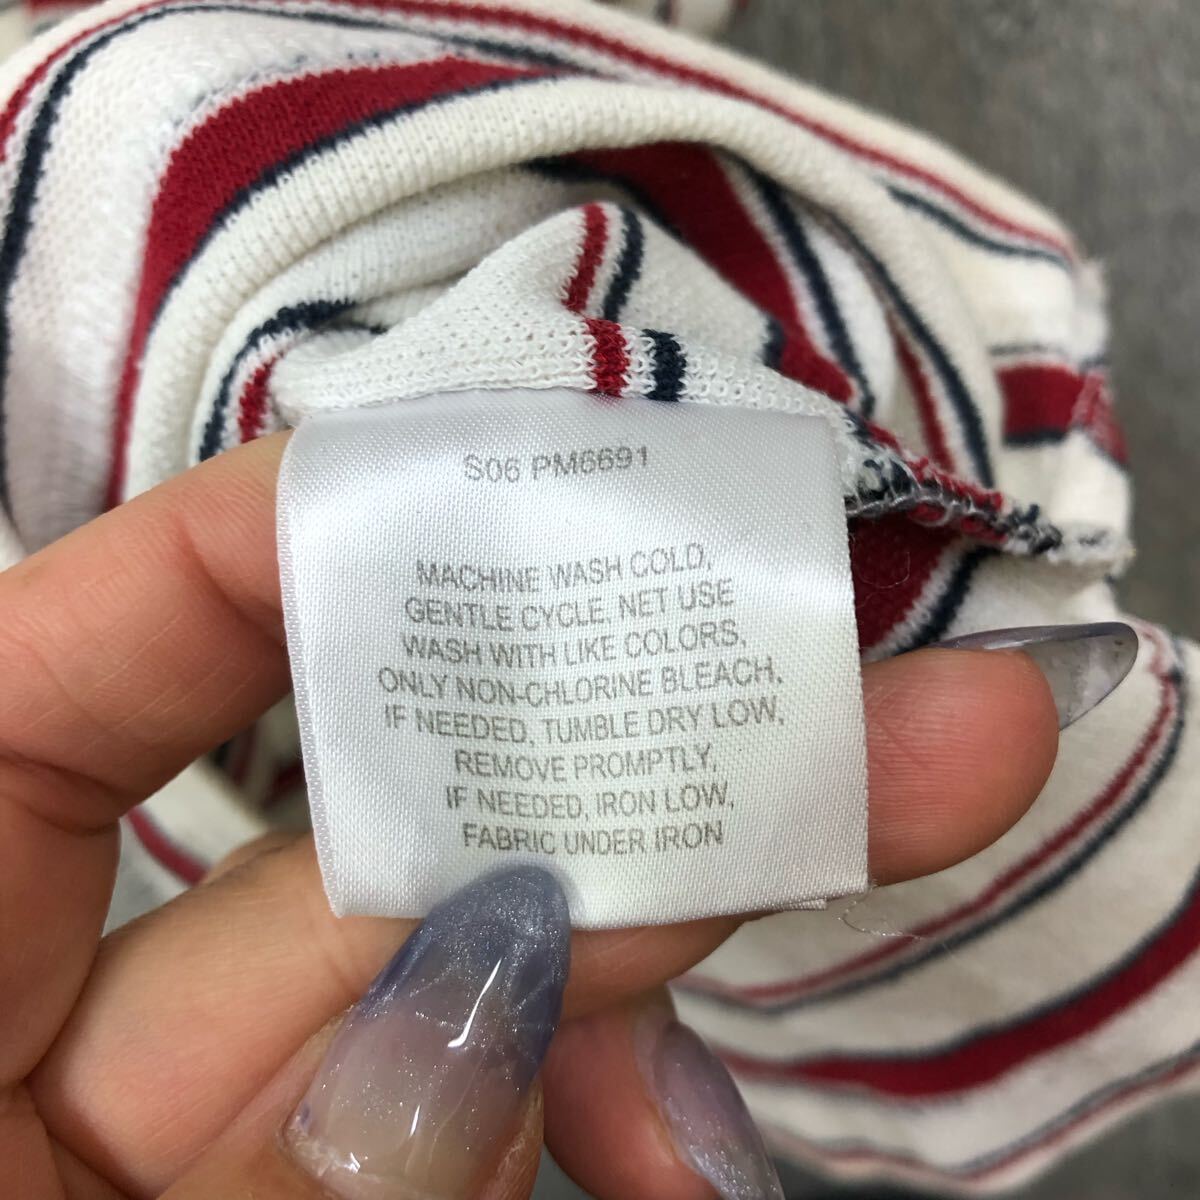 S06 PM6691
MACHINE WASH COLD,
GENTLE CYCLE, NET USE
WASH WITH LIKE COLORS,
ONLY NON-CHLORINE BLEACH,
IF NEEDED, TUMBLE DRY LOW,
REMOVE PROMPTLY,
IF NEEDED, IRON LOW,
FABRIC UNDER IRON